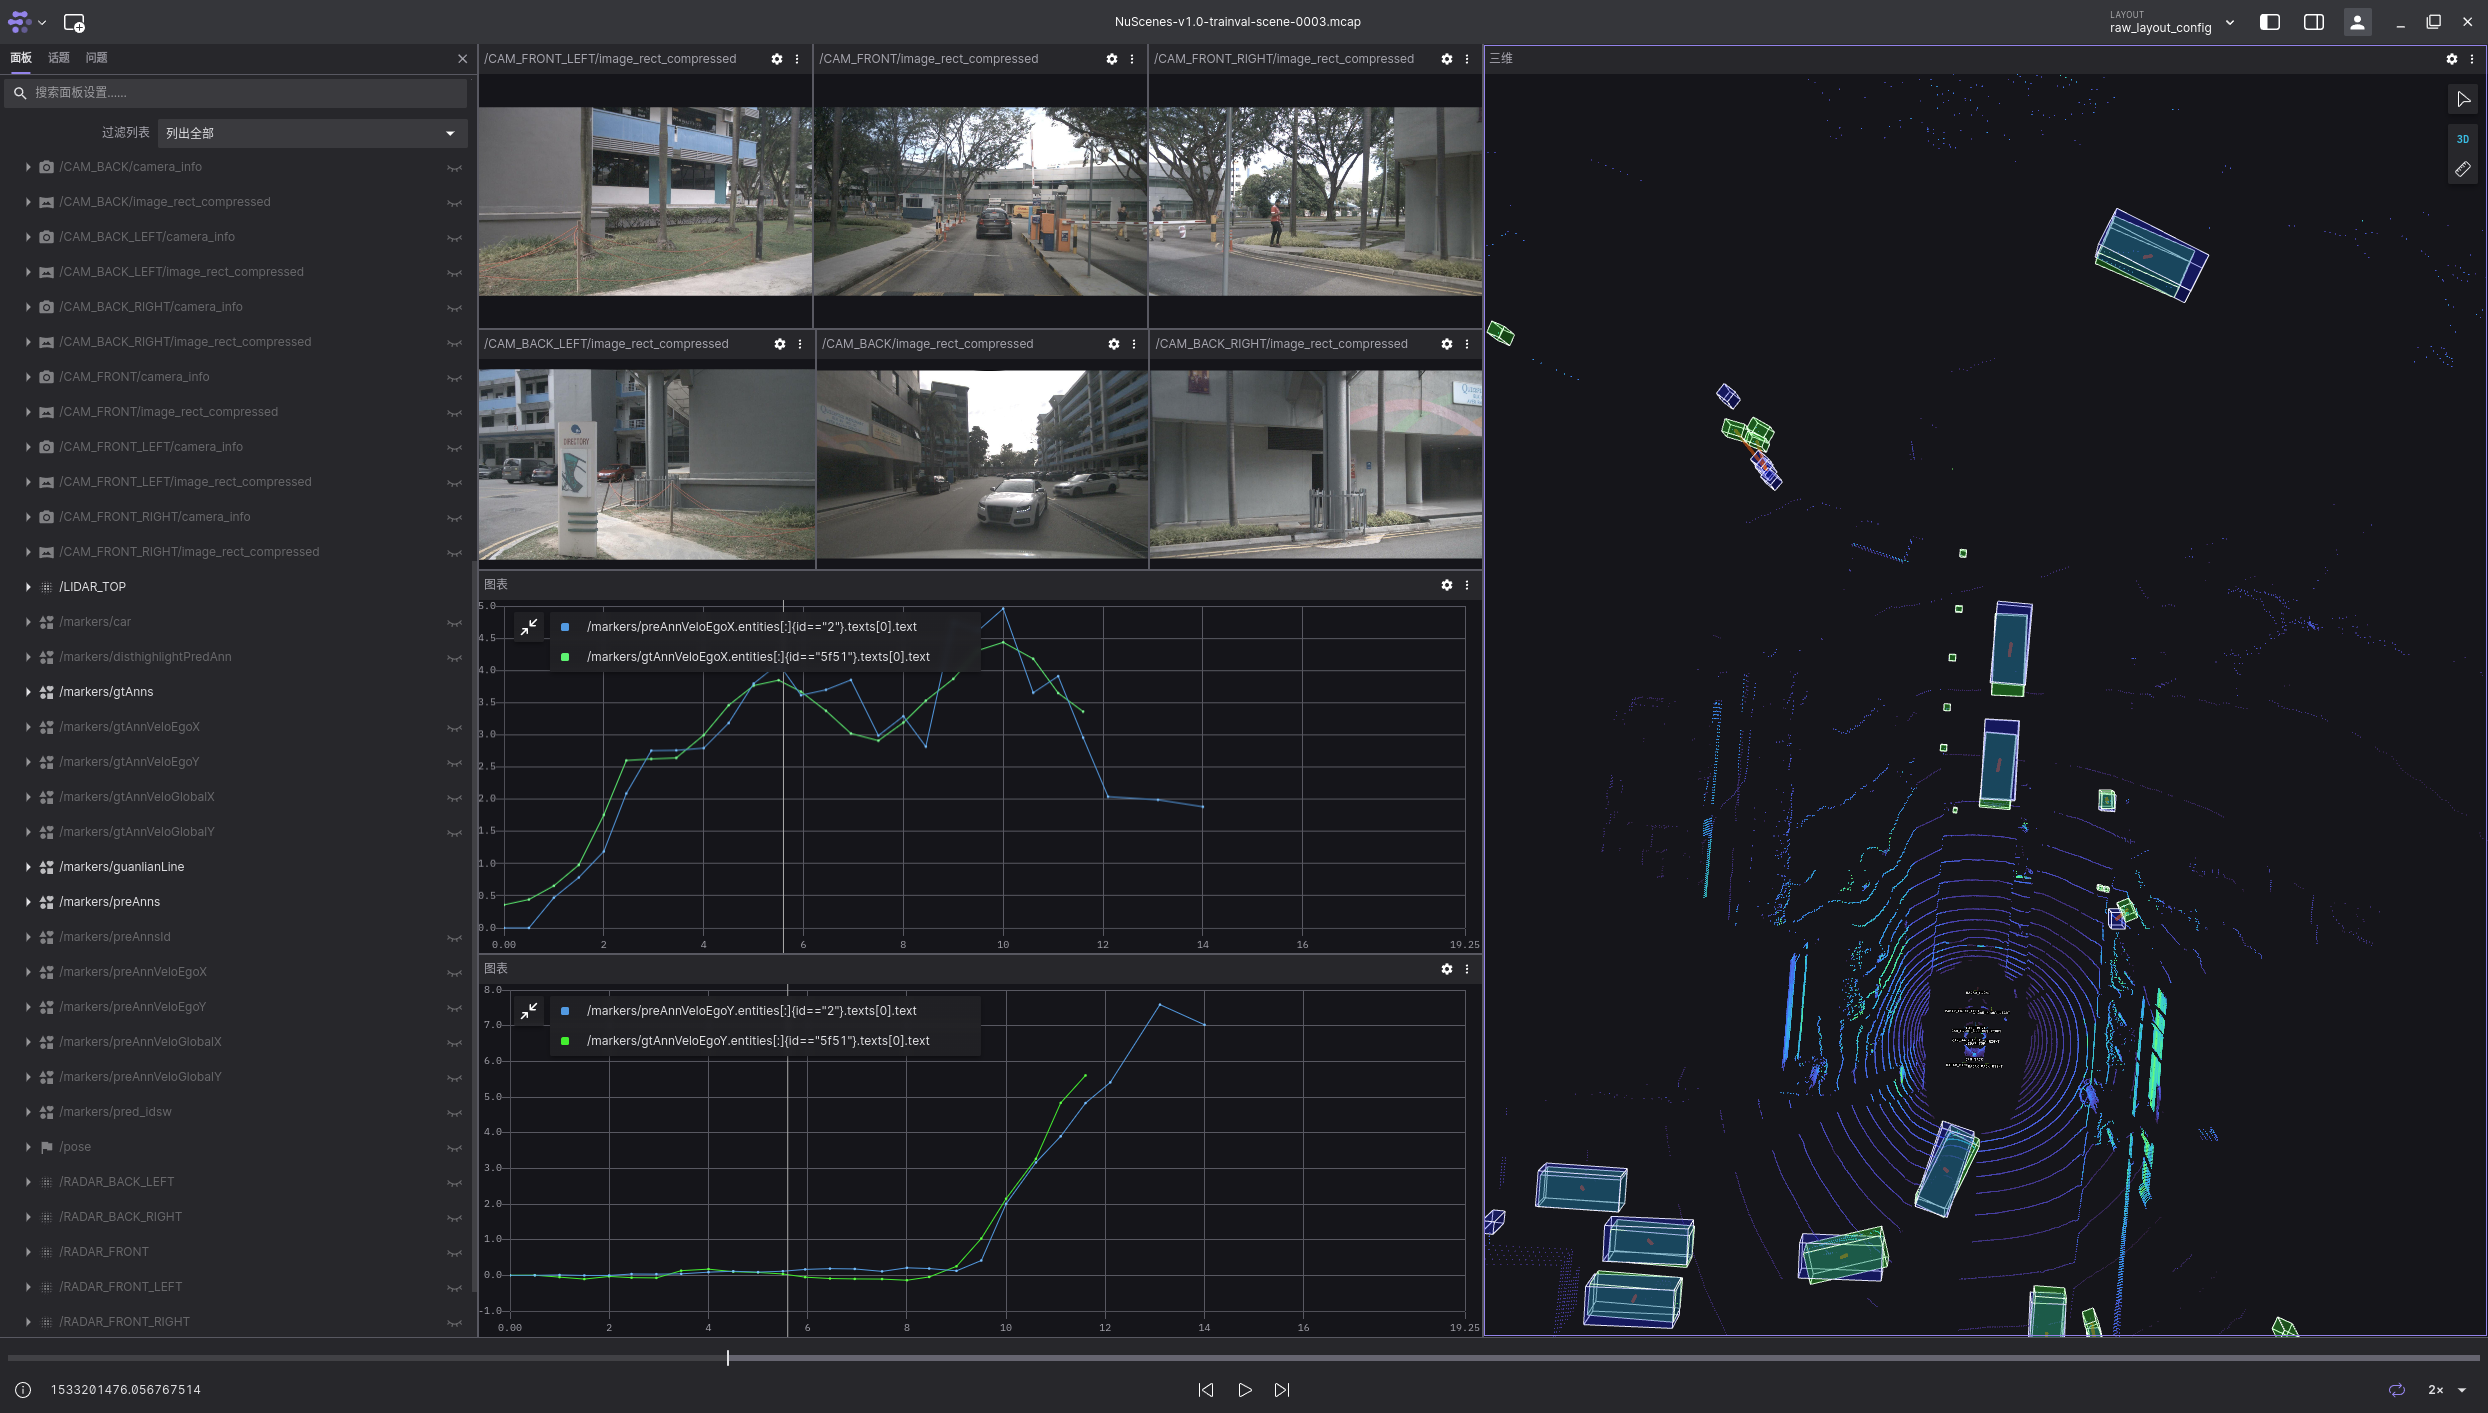 NuScenes-v1.0-trainval-scene-0003.mcap
LAYOUT
raw_layout_config
面板 话题 问题
搜索面板设置......
过滤列表 列出全部
/CAM_BACK/camera_info
/CAM_BACK/image_rect_compressed
/CAM_BACK_LEFT/camera_info
/CAM_BACK_LEFT/image_rect_compressed
/CAM_BACK_RIGHT/camera_info
/CAM_BACK_RIGHT/image_rect_compressed
/CAM_FRONT/camera_info
/CAM_FRONT/image_rect_compressed
/CAM_FRONT_LEFT/camera_info
/CAM_FRONT_LEFT/image_rect_compressed
/CAM_FRONT_RIGHT/camera_info
/CAM_FRONT_RIGHT/image_rect_compressed
/LIDAR_TOP
/markers/car
/markers/disthighlightPredAnn
/markers/gtAnns
/markers/gtAnnVeloEgoX
/markers/gtAnnVeloEgoY
/markers/gtAnnVeloGlobalX
/markers/gtAnnVeloGlobalY
/markers/guanlianLine
/markers/preAnns
/markers/preAnnsId
/markers/preAnnVeloEgoX
/markers/preAnnVeloEgoY
/markers/preAnnVeloGlobalX
/markers/preAnnVeloGlobalY
/markers/pred_idsw
/pose
/RADAR_BACK_LEFT
/RADAR_BACK_RIGHT
/RADAR_FRONT
/RADAR_FRONT_LEFT
/RADAR_FRONT_RIGHT
/CAM_FRONT_LEFT/image_rect_compressed
/CAM_FRONT/image_rect_compressed
/CAM_FRONT_RIGHT/image_rect_compressed
/CAM_BACK_LEFT/image_rect_compressed
/CAM_BACK/image_rect_compressed
/CAM_BACK_RIGHT/image_rect_compressed
DIRECTORY
图表
/markers/preAnnVeloEgoX.entities[:]{id=="2"}.texts[0].text
/markers/gtAnnVeloEgoX.entities[:]{id=="5f51"}.texts[0].text
5.0
4.5
4.0
3.5
3.0
2.5
2.0
1.5
1.0
0.5
0.0
0.00 2 4 6 8 10 12 14 16 19.25
图表
/markers/preAnnVeloEgoY.entities[:]{id=="2"}.texts[0].text
/markers/gtAnnVeloEgoY.entities[:]{id=="5f51"}.texts[0].text
8.0
7.0
6.0
5.0
4.0
3.0
2.0
1.0
0.0
-1.0
0.00 2 4 6 8 10 12 14 16 19.25
三维
3D
1533201476.056767514
2×